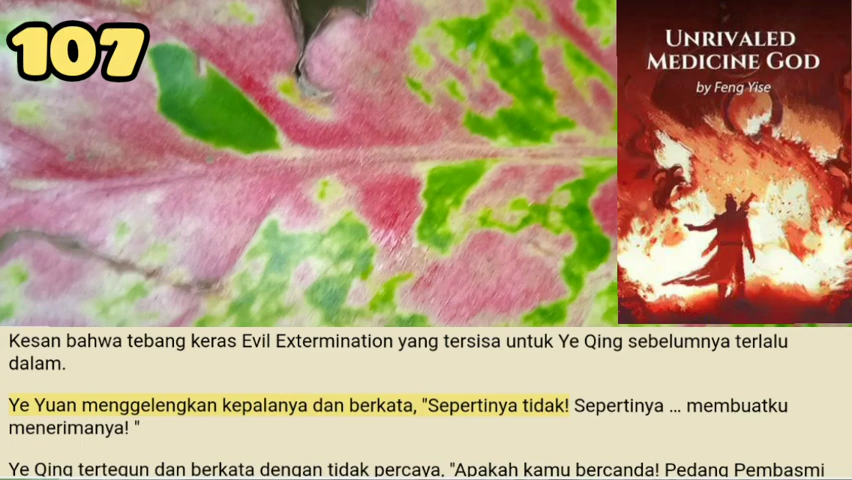 107
UNRIVALED
MEDICINE GOD
by Feng Yise
Kesan bahwa tebang keras Evil Extermination yang tersisa untuk Ye Qing sebelumnya terlalu
dalam.
Ye Yuan menggelengkan kepalanya dan berkata, "Sepertinya tidak! Sepertinya ... membuatku
menerimanya! "
Ye Qing tertegun dan berkata dengan tidak percaya, "Apakah kamu bercanda! Pedang Pembasmi